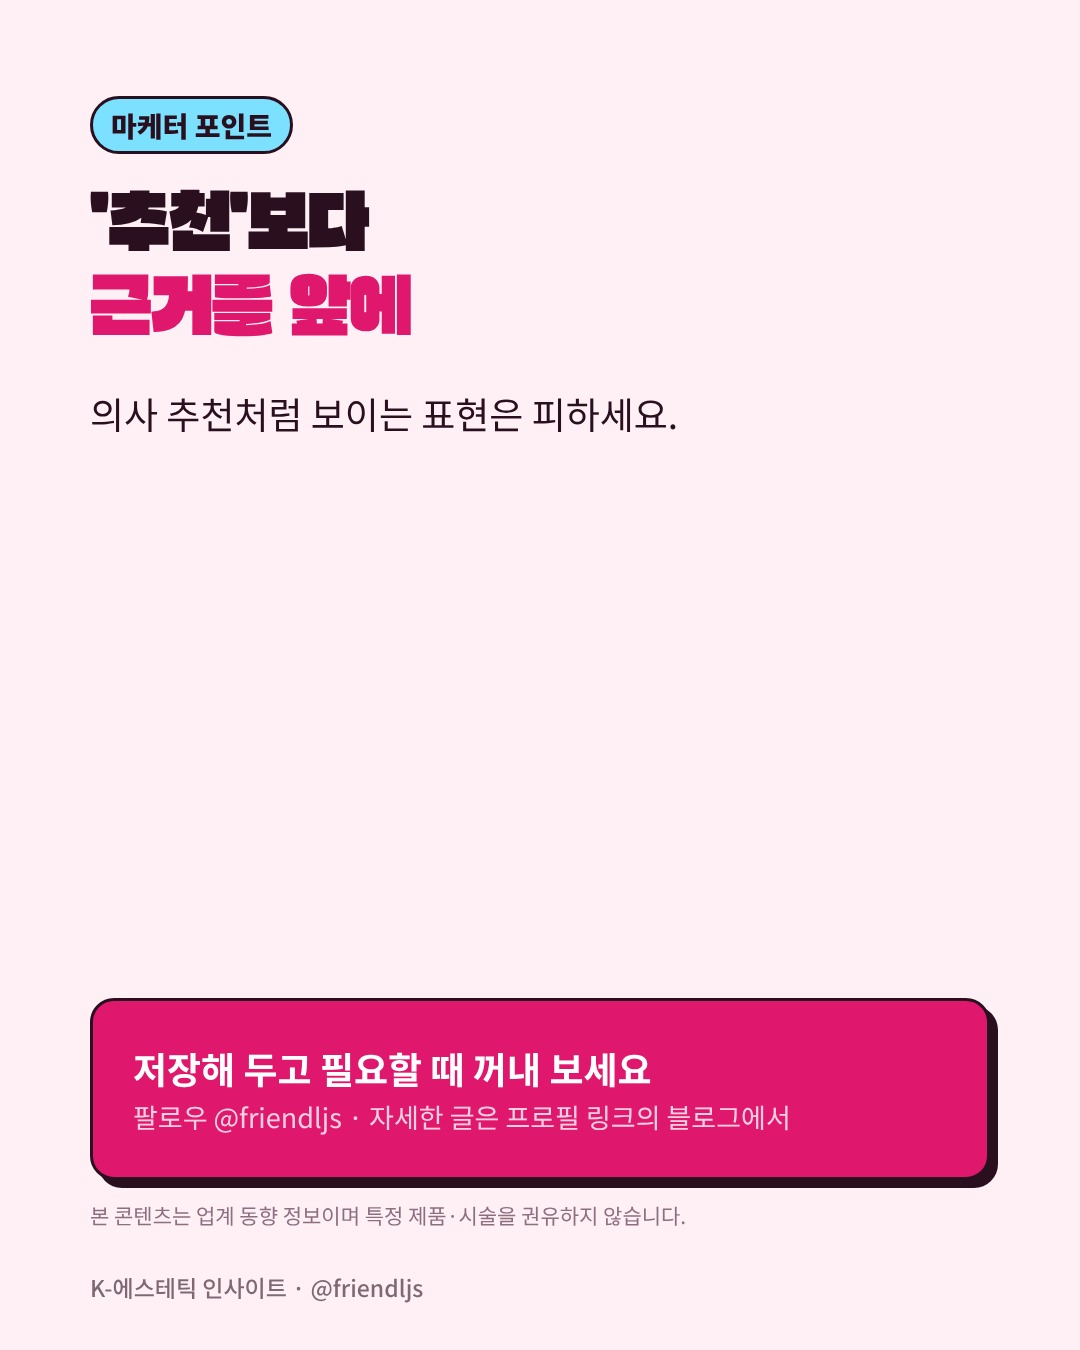 마케터 포인트
'추천'보다
근거를 앞에
의사 추천처럼 보이는 표현은 피하세요.
저장해 두고 필요할 때 꺼내 보세요
팔로우 @friendljs · 자세한 글은 프로필 링크의 블로그에서
본 콘텐츠는 업계 동향 정보이며 특정 제품·시술을 권유하지 않습니다.
K-에스테틱 인사이트 · @friendljs